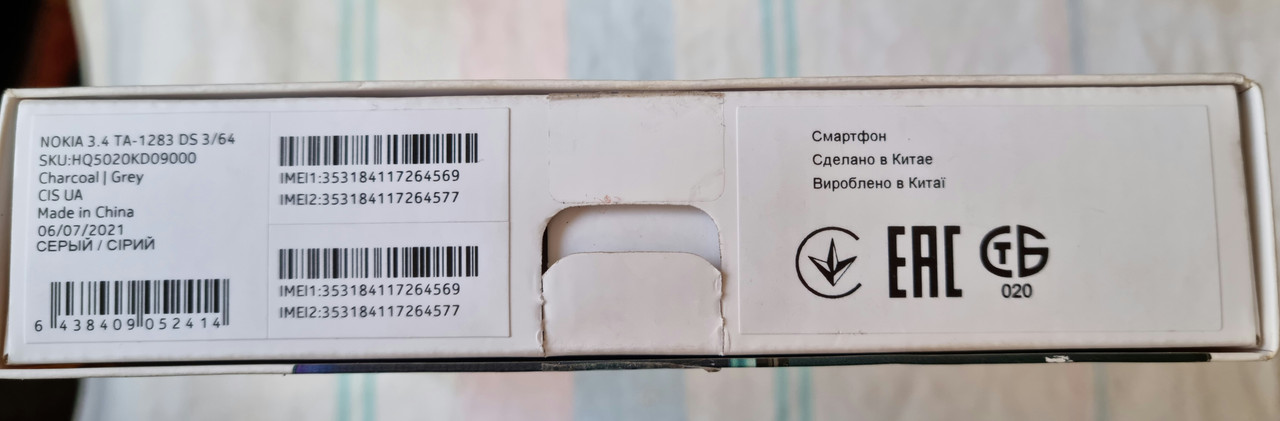 NOKIA 3.4 TA-1283 DS 3/64
SKU:HQ5020KD09000
Charcoal | Grey
CIS UA
Made in China
06/07/2021
СЕРЫЙ / СІРИЙ
6 438409 052414
IMEI1:353184117264569
IMEI2:353184117264577
IMEI1:353184117264569
IMEI2:353184117264577
Смартфон
Сделано в Китае
Вироблено в Китаї
EAC
СТБ
020